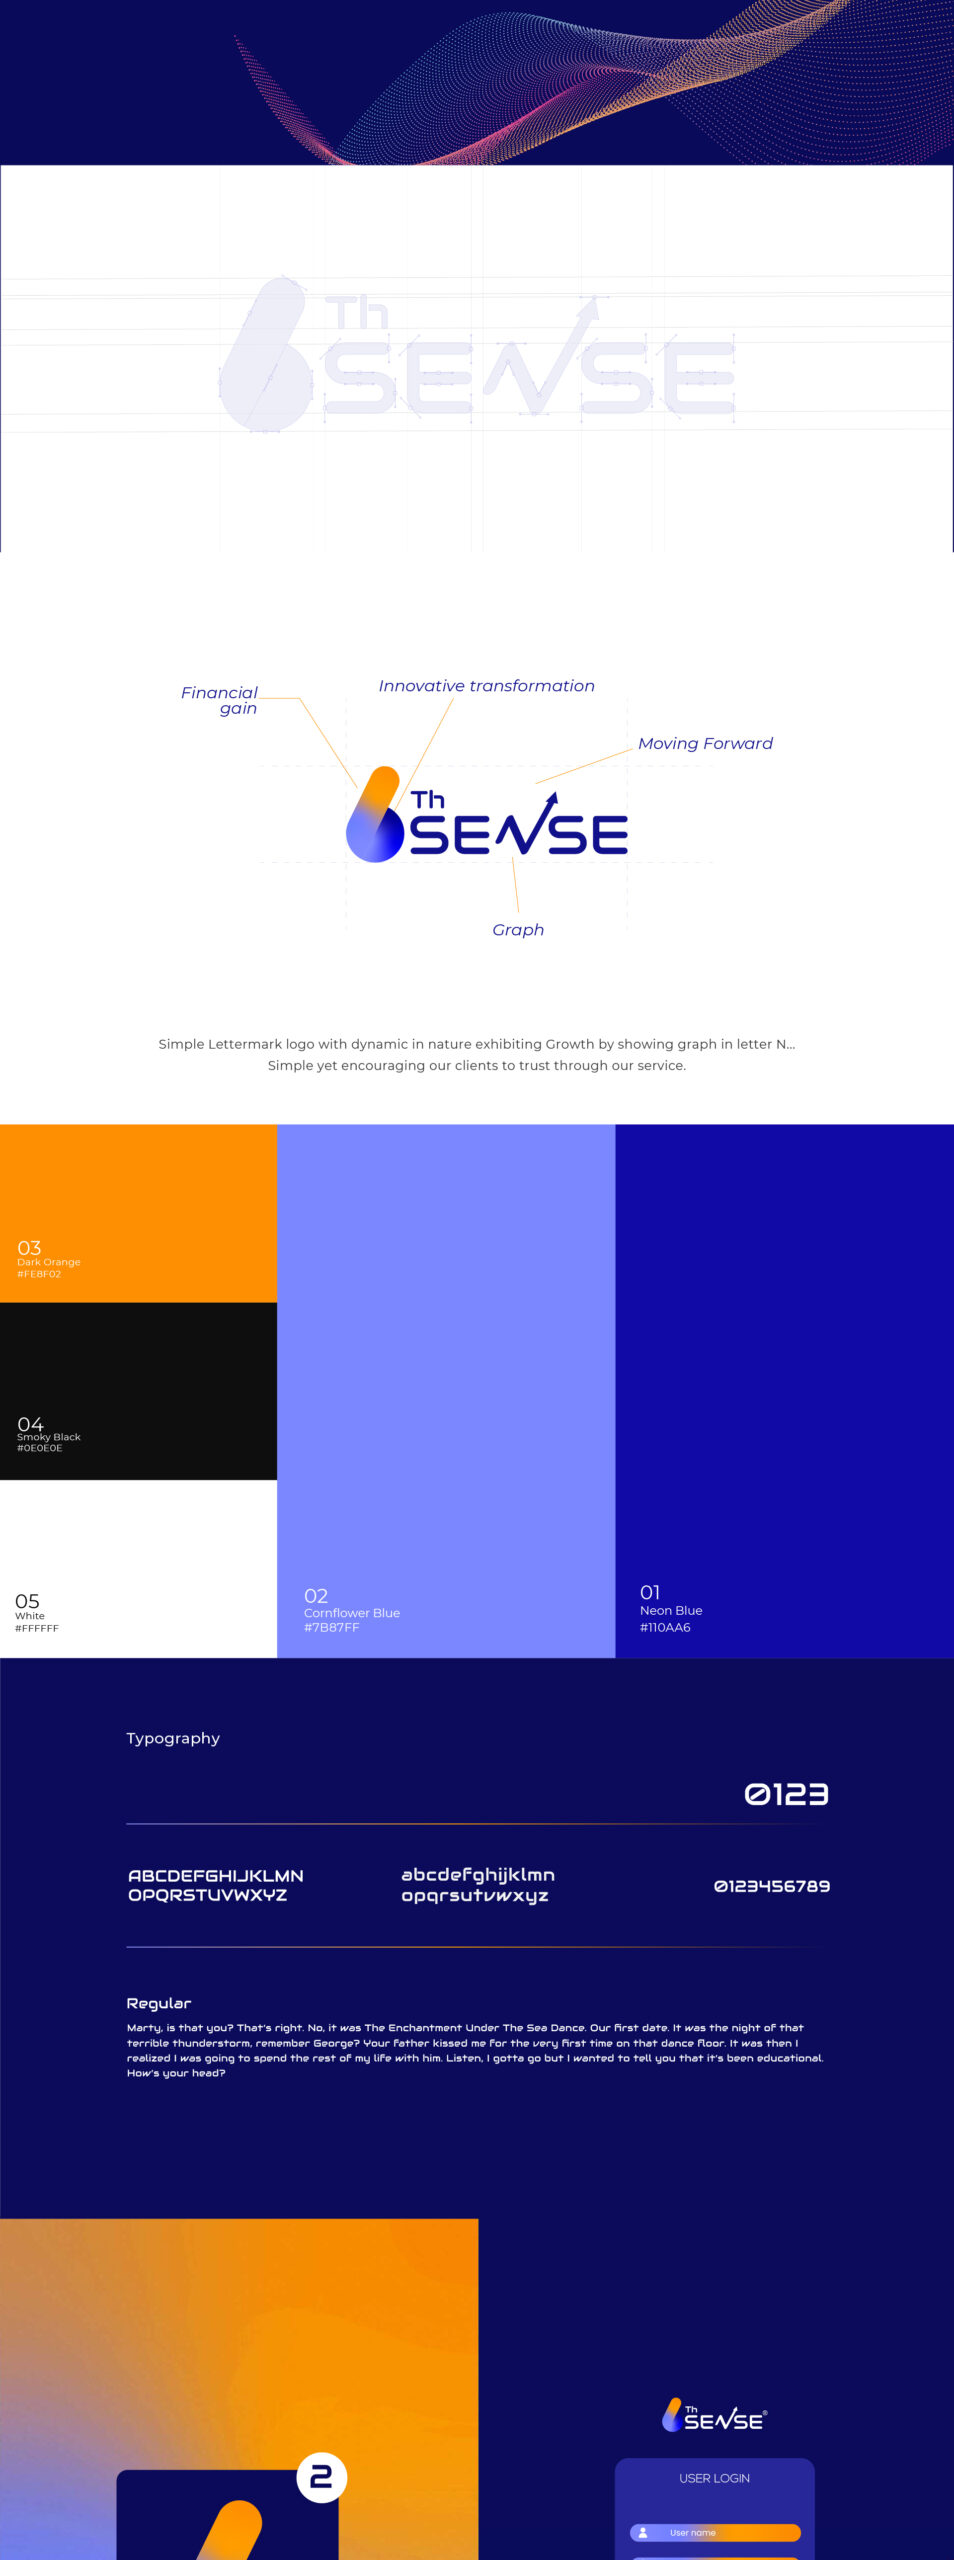 6
Th
SENSE
Financial
gain
Innovative transformation
Moving Forward
6
Th
SENSE
Graph
Simple Lettermark logo with dynamic in nature exhibiting Growth by showing graph in letter N...
Simple yet encouraging our clients to trust through our service.
03
Dark Orange
#FE8F02
04
Smoky Black
#0E0E0E
05
White
#FFFFFF
02
Cornflower Blue
#7B87FF
01
Neon Blue
#110AA6
Typography
0123
ABCDEFGHIJKLMN
OPQRSTUVWXYZ
abcdefghijklmn
opqrsutvwxyz
0123456789
Regular
Marty, is that you? That's right. No, it was The Enchantment Under The Sea Dance. Our first date. It was the night of that
terrible thunderstorm, remember George? Your father kissed me for the very first time on that dance floor. It was then I
realized I was going to spend the rest of my life with him. Listen, I gotta go but I wanted to tell you that it's been educational.
How's your head?
2
6
Th
SENSE®
USER LOGIN
User name